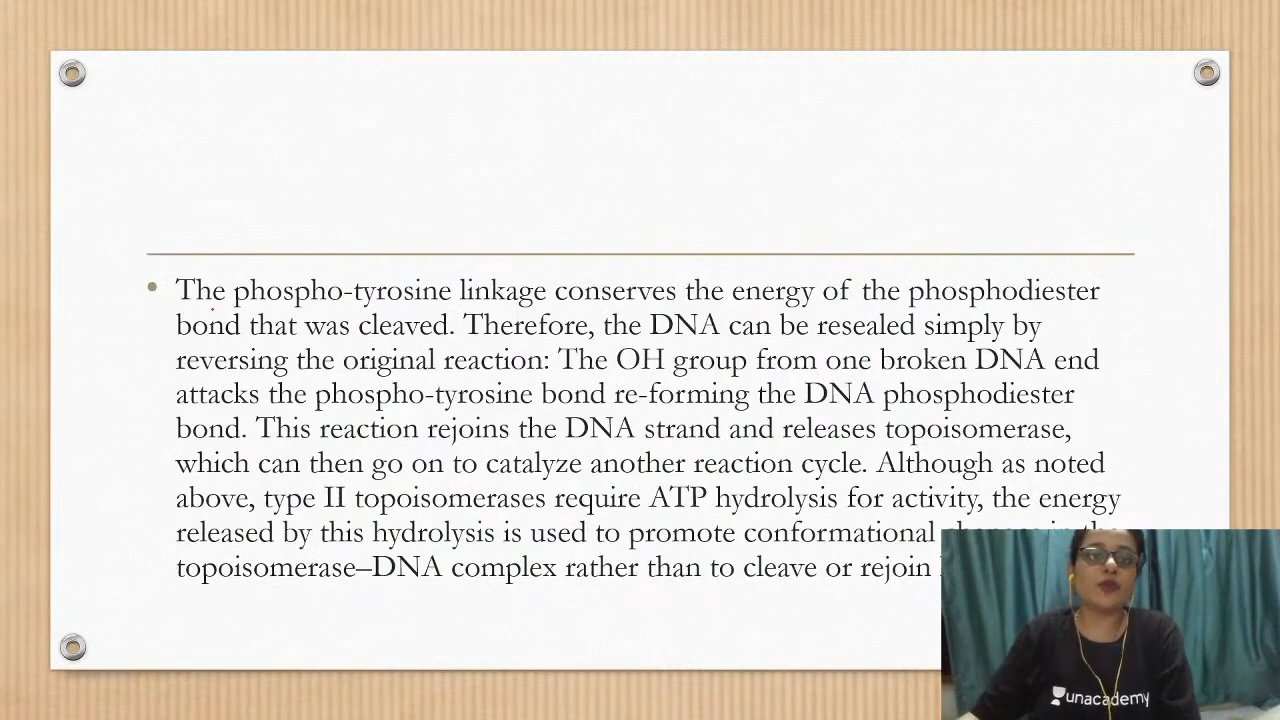 The phospho-tyrosine linkage conserves the energy of the phosphodiester
bond that was cleaved. Therefore, the DNA can be resealed simply by
reversing the original reaction: The OH group from one broken DNA end
attacks the phospho-tyrosine bond re-forming the DNA phosphodiester
bond. This reaction rejoins the DNA strand and releases topoisomerase,
which can then go on to catalyze another reaction cycle. Although as noted
above, type II topoisomerases require ATP hydrolysis for activity, the energy
released by this hydrolysis is used to promote conformational
topoisomerase–DNA complex rather than to cleave or rejoin
unacademy